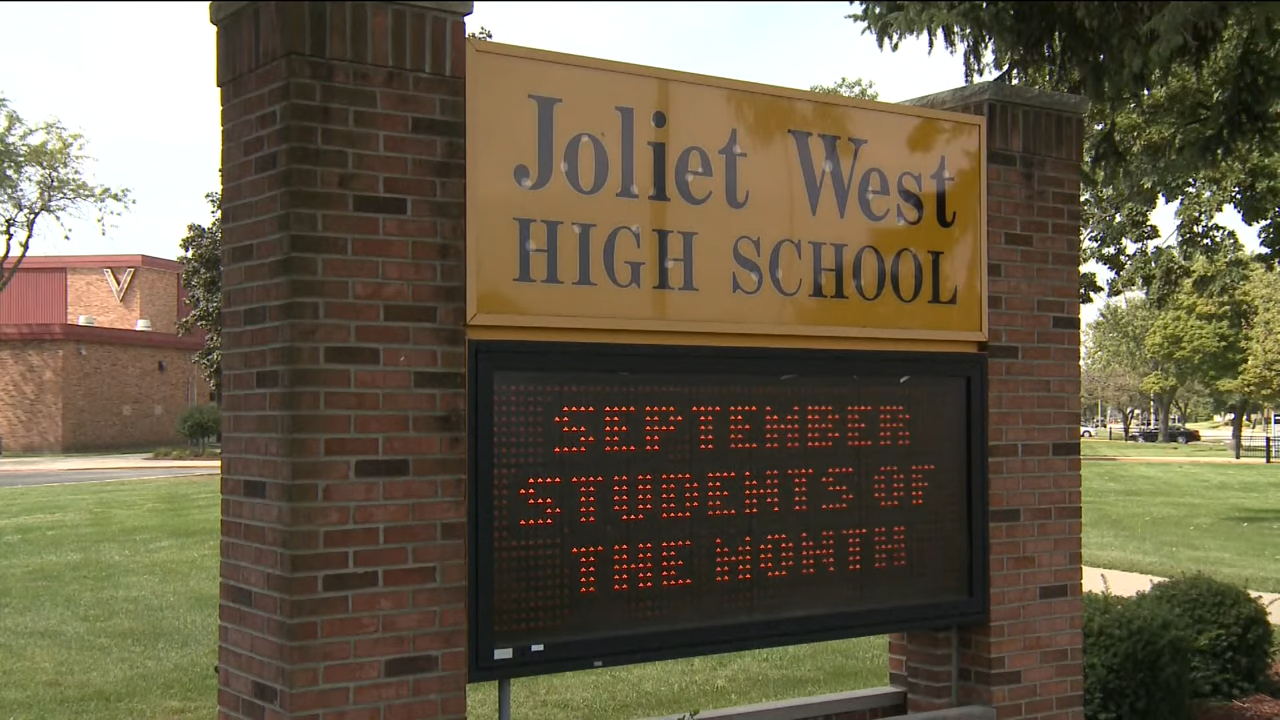 Joliet West
HIGH SCHOOL
SEPTEMBER
STUDENTS OF
THE MONTH